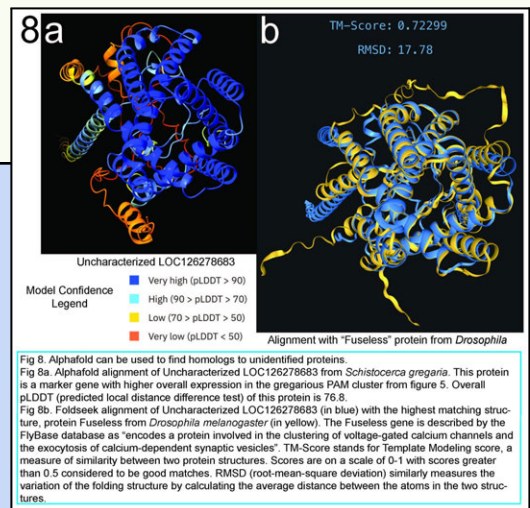 8a
b
TM-Score: 0.72299
RMSD: 17.78
Uncharacterized LOC126278683
Model Confidence
Legend
Very high (pLDDT > 90)
High (90 > pLDDT > 70)
Low (70 > pLDDT > 50)
Very low (pLDDT < 50)
Alignment with "Fuseless" protein from Drosophila
Fig 8. Alphafold can be used to find homologs to unidentified proteins.
Fig 8a. Alphafold alignment of Uncharacterized LOC126278683 from Schistocerca gregaria. This protein
is a marker gene with higher overall expression in the gregarious PAM cluster from figure 5. Overall
pLDDT (predicted local distance difference test) of this protein is 76.8.
Fig 8b. Foldseek alignment of Uncharacterized LOC126278683 (in blue) with the highest matching struc-
ture, protein Fuseless from Drosophila melanogaster (in yellow). The Fuseless gene is described by the
FlyBase database as "encodes a protein involved in the clustering of voltage-gated calcium channels and
the exocytosis of calcium-dependent synaptic vesicles". TM-Score stands for Template Modeling score, a
measure of similarity between two protein structures. Scores are on a scale of 0-1 with scores greater
than 0.5 considered to be good matches. RMSD (root-mean-square deviation) similarly measures the
variation of the folding structure by calculating the average distance between the atoms in the two struc-
tures.